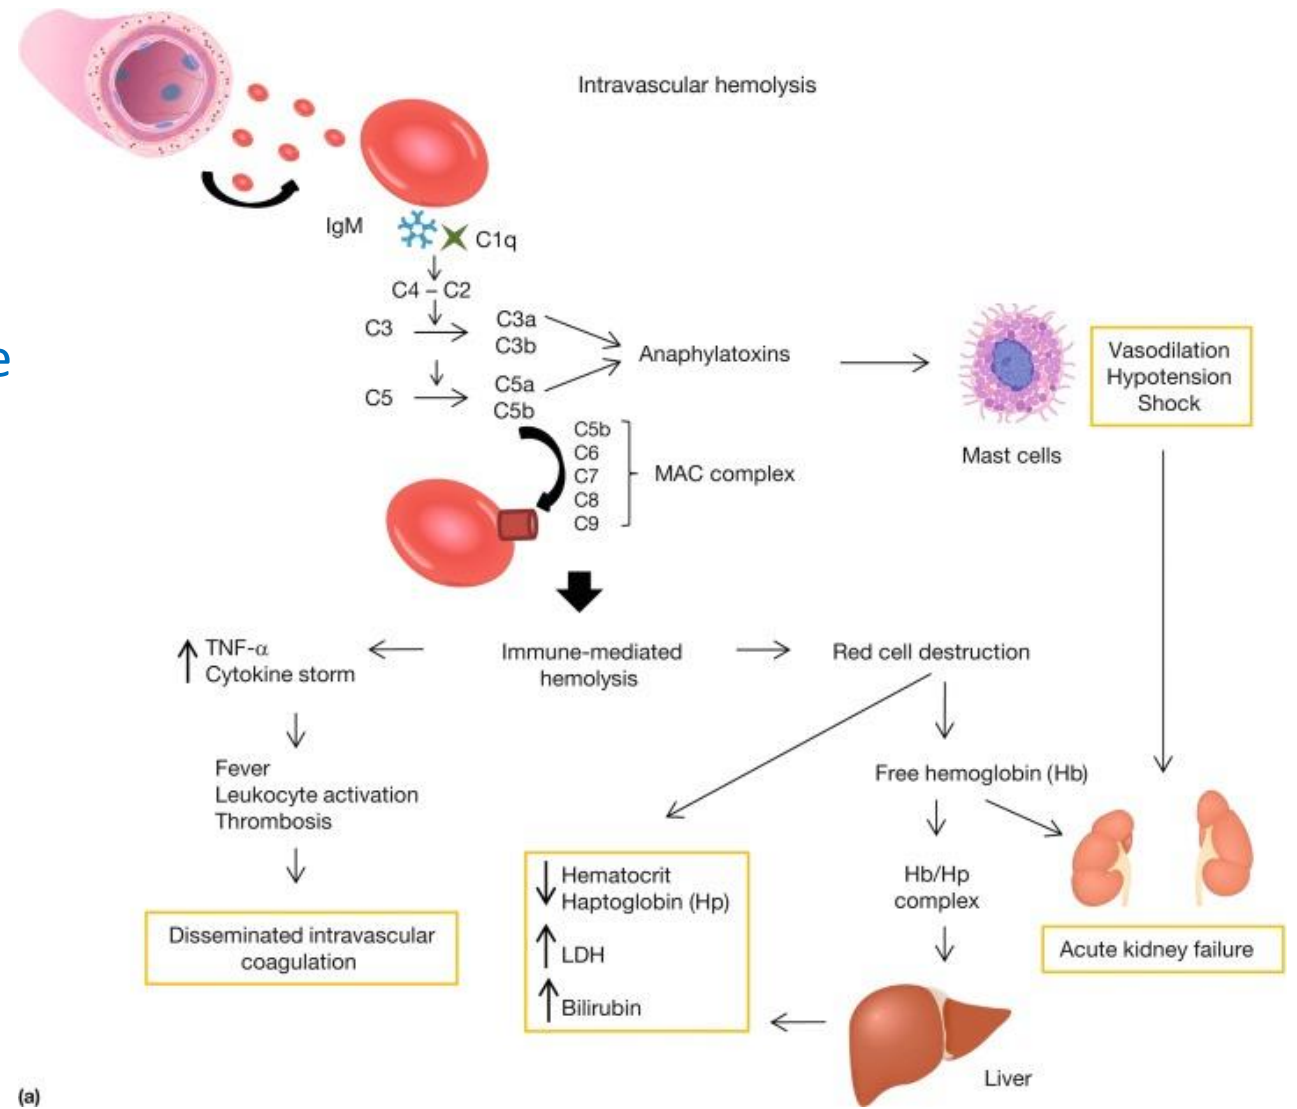 Intravascular hemolysis
IgM
C1q
C4 – C2
C3
C3a
C3b
Anaphylatoxins
C5
C5a
C5b
Vasodilation
Hypotension
Shock
Mast cells
C5b
C6
C7
C8
C9
MAC complex
e
TNF-α
Cytokine storm
Immune-mediated
hemolysis
Red cell destruction
Fever
Leukocyte activation
Thrombosis
Free hemoglobin (Hb)
Hb/Hp
complex
Hematocrit
Haptoglobin (Hp)
LDH
Bilirubin
Disseminated intravascular
coagulation
Acute kidney failure
Liver
(a)